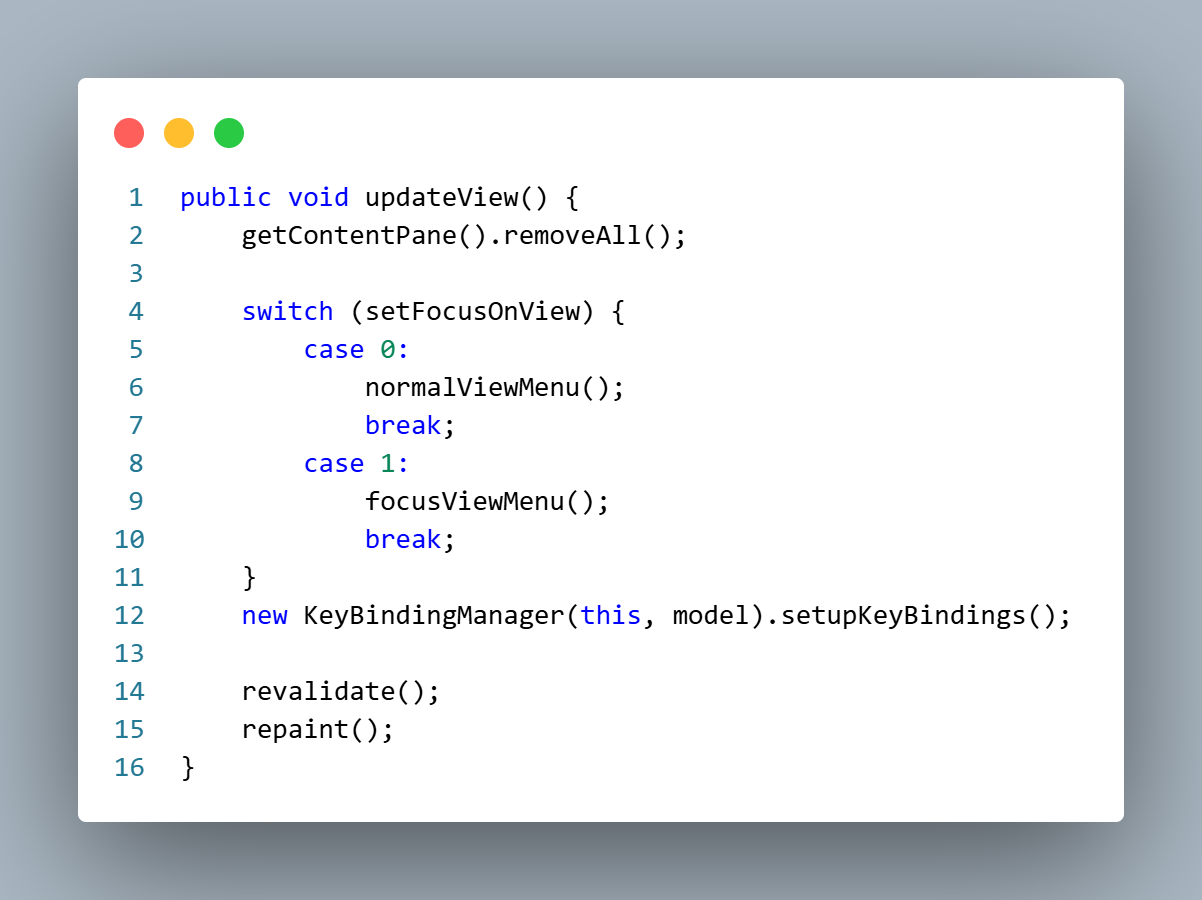 1 public void updateView() {
2     getContentPane().removeAll();
3
4     switch (setFocusOnView) {
5         case 0:
6             normalViewMenu();
7             break;
8         case 1:
9             focusViewMenu();
10             break;
11     }
12     new KeyBindingManager(this, model).setupKeyBindings();
13
14     revalidate();
15     repaint();
16 }